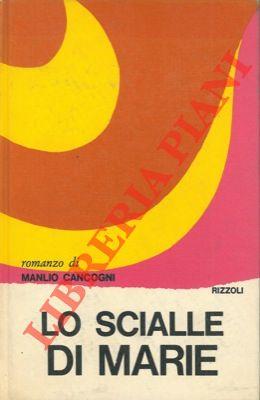 LIBRERIA PIANI
romanzo di
MANLIO CANCOGNI
RIZZOLI
LO SCIALLE
DI MARIE